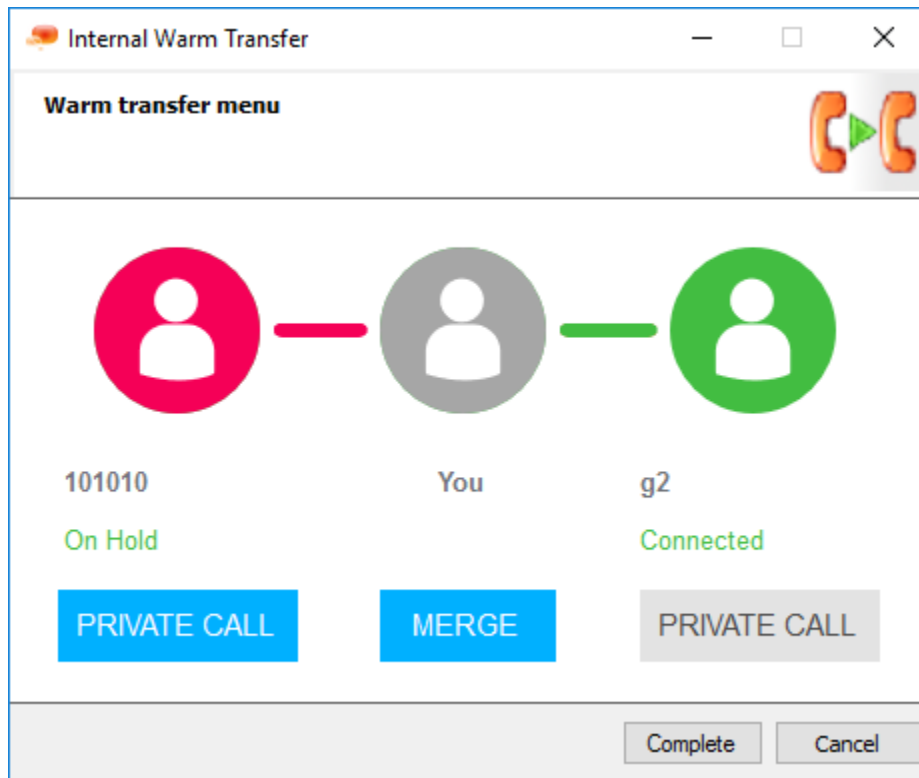 Internal Warm Transfer
Warm transfer menu
101010 You g2
On Hold Connected
PRIVATE CALL MERGE PRIVATE CALL
Complete Cancel